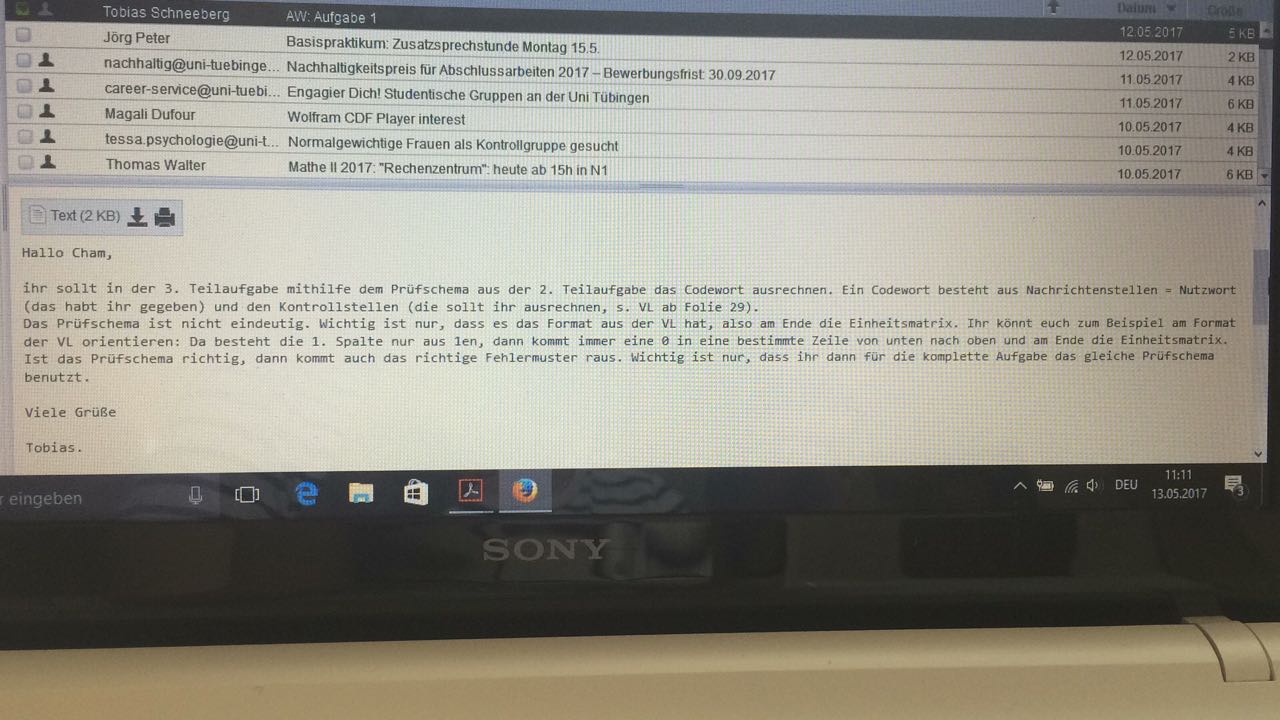 Datum Größe
Tobias Schneeberg AW: Aufgabe 1 12.05.2017 5 KB
Jörg Peter Basispraktikum: Zusatzsprechstunde Montag 15.5. 12.05.2017 2 KB
nachhaltig@uni-tuebinge... Nachhaltigkeitspreis für Abschlussarbeiten 2017 – Bewerbungsfrist: 30.09.2017 11.05.2017 4 KB
career-service@uni-tuebi... Engagier Dich! Studentische Gruppen an der Uni Tübingen 11.05.2017 6 KB
Magali Dufour Wolfram CDF Player interest 10.05.2017 4 KB
tessa.psychologie@uni-t... Normalgewichtige Frauen als Kontrollgruppe gesucht 10.05.2017 4 KB
Thomas Walter Mathe II 2017: "Rechenzentrum": heute ab 15h in N1 10.05.2017 6 KB
Text (2 KB)
Hallo Cham,
ihr sollt in der 3. Teilaufgabe mithilfe dem Prüfschema aus der 2. Teilaufgabe das Codewort ausrechnen. Ein Codewort besteht aus Nachrichtenstellen = Nutzwort
(das habt ihr gegeben) und den Kontrollstellen (die sollt ihr ausrechnen, s. VL ab Folie 29).
Das Prüfschema ist nicht eindeutig. Wichtig ist nur, dass es das Format aus der VL hat, also am Ende die Einheitsmatrix. Ihr könnt euch zum Beispiel am Format
der VL orientieren: Da besteht die 1. Spalte nur aus 1en, dann kommt immer eine 0 in eine bestimmte Zeile von unten nach oben und am Ende die Einheitsmatrix.
Ist das Prüfschema richtig, dann kommt auch das richtige Fehlermuster raus. Wichtig ist nur, dass ihr dann für die komplette Aufgabe das gleiche Prüfschema
benutzt.
Viele Grüße
Tobias.
r eingeben
DEU
11:11
13.05.2017
3
SONY